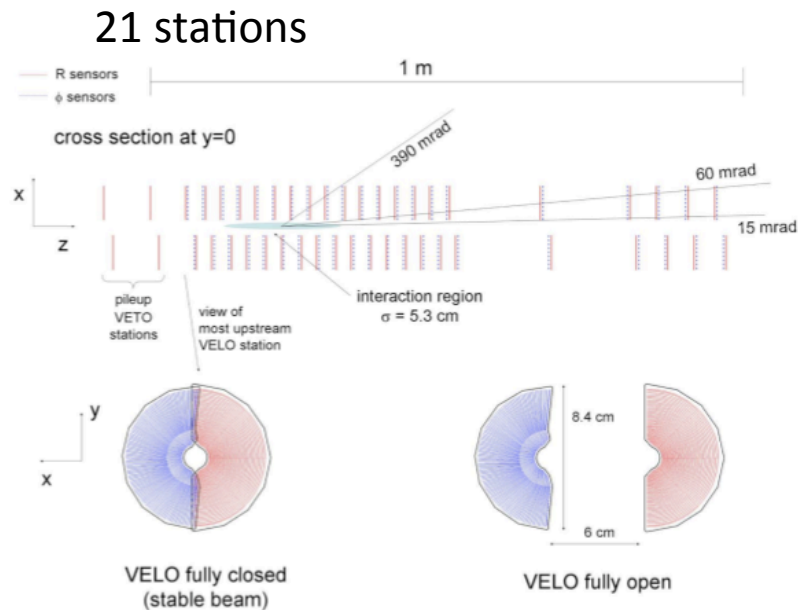 21 stations
R sensors
ϕ sensors
1 m
cross section at y=0
390 mrad
60 mrad
15 mrad
x
z
pileup
VETO
stations
view of
most upstream
VELO station
interaction region
σ = 5.3 cm
y
x
8.4 cm
6 cm
VELO fully closed
(stable beam)
VELO fully open